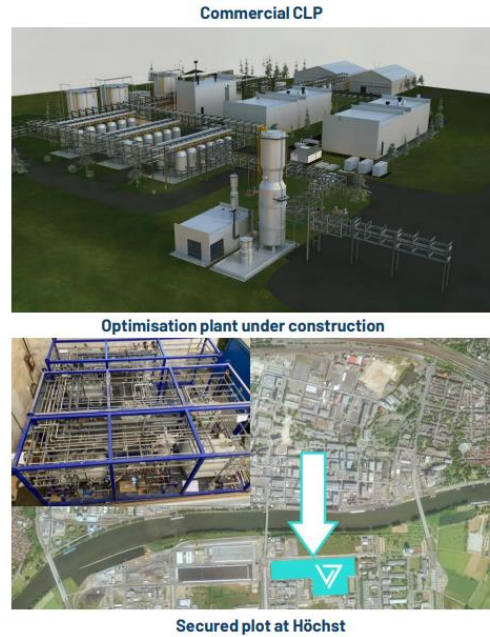 Commercial CLP
Optimisation plant under construction
Secured plot at Höchst